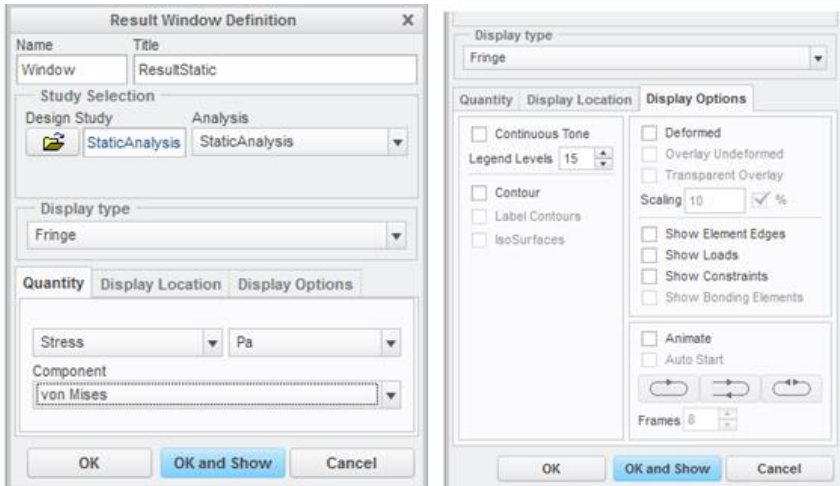 Result Window Definition X
Name Title
Window ResultStatic
Study Selection
Design Study Analysis
StaticAnalysis StaticAnalysis
Display type
Fringe
Quantity Display Location Display Options
Stress Pa
Component
von Mises
OK OK and Show Cancel
Display type
Fringe
Quantity Display Location Display Options
Continuous Tone
Legend Levels 15
Contour
Label Contours
IsoSurfaces
Deformed
Overlay Undeformed
Transparent Overlay
Scaling 10 %
Show Element Edges
Show Loads
Show Constraints
Show Bonding Elements
Animate
Auto Start
Frames 8
OK OK and Show Cancel